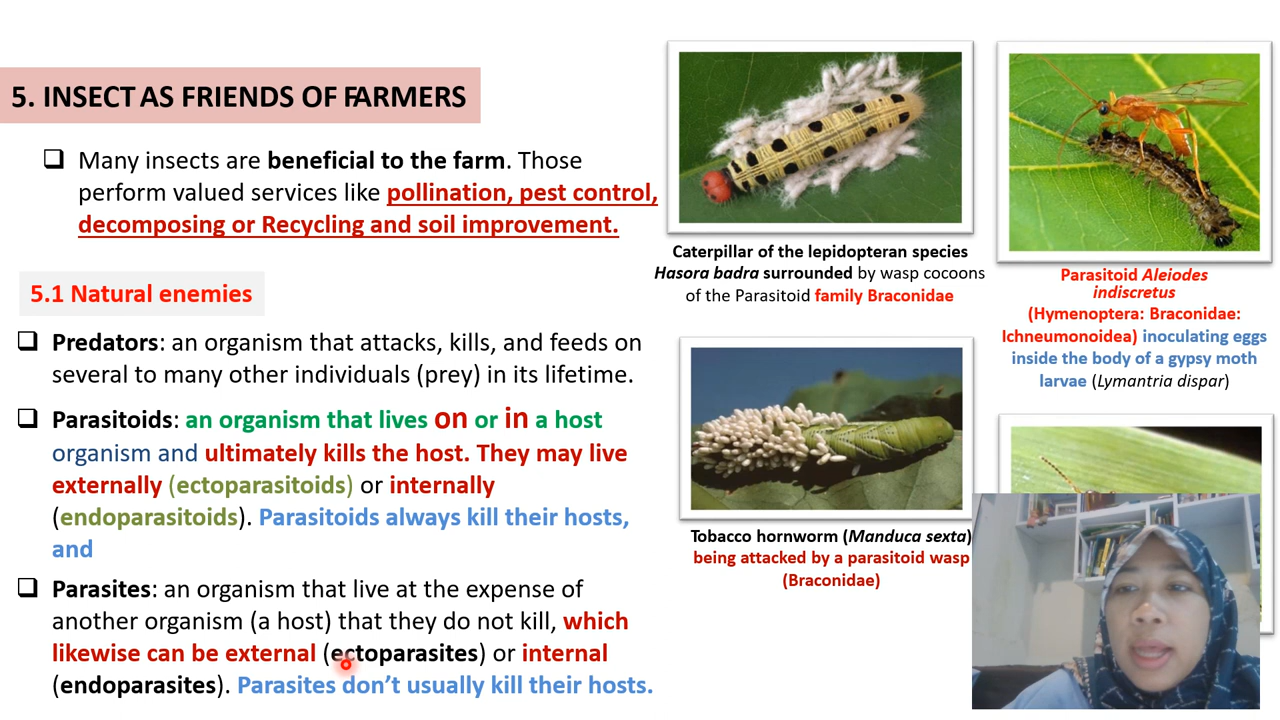 5. INSECT AS FRIENDS OF FARMERS
❑ Many insects are beneficial to the farm. Those
perform valued services like pollination, pest control,
decomposing or Recycling and soil improvement.
5.1 Natural enemies
❑ Predators: an organism that attacks, kills, and feeds on
several to many other individuals (prey) in its lifetime.
❑ Parasitoids: an organism that lives on or in a host
organism and ultimately kills the host. They may live
externally (ectoparasitoids) or internally
(endoparasitoids). Parasitoids always kill their hosts,
and
❑ Parasites: an organism that live at the expense of
another organism (a host) that they do not kill, which
likewise can be external (ectoparasites) or internal
(endoparasites). Parasites don’t usually kill their hosts.
Caterpillar of the lepidopteran species
Hasora badra surrounded by wasp cocoons
of the Parasitoid family Braconidae
Parasitoid Aleiodes
indiscretus
(Hymenoptera: Braconidae:
Ichneumonoidea) inoculating eggs
inside the body of a gypsy moth
larvae (Lymantria dispar)
Tobacco hornworm (Manduca sexta)
being attacked by a parasitoid wasp
(Braconidae)